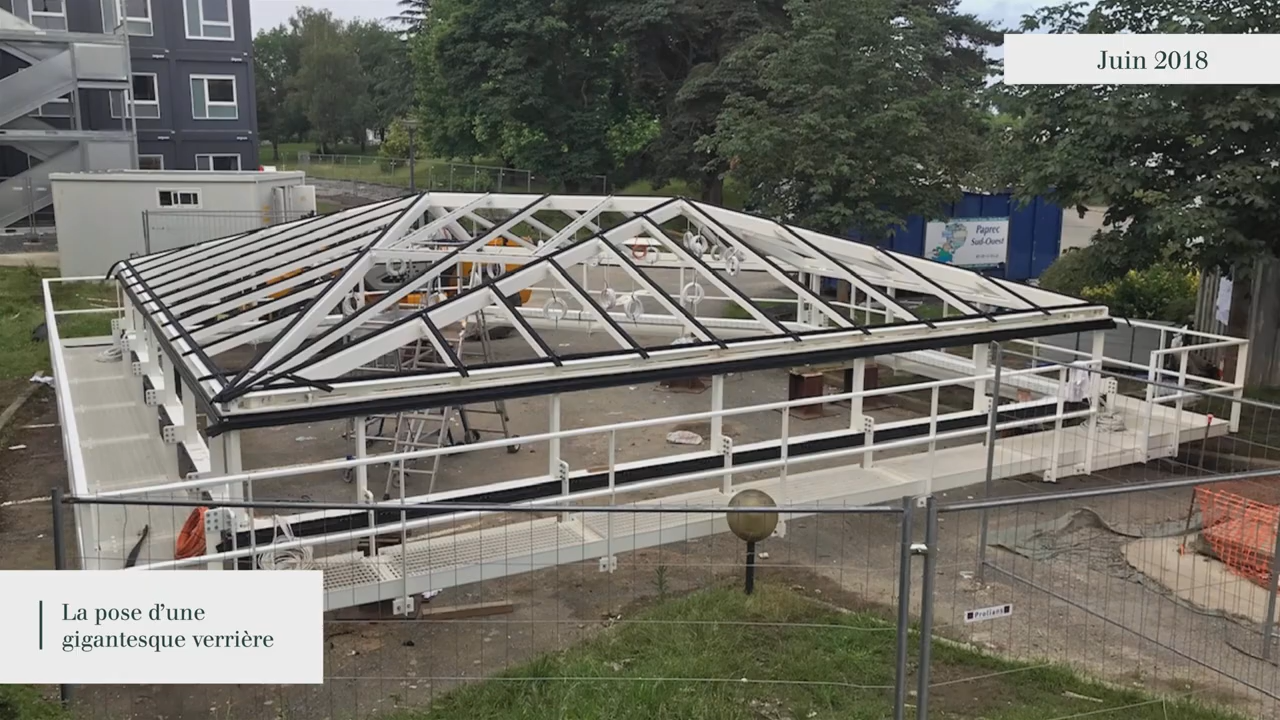 Juin 2018
Paprec
Sud-Ouest
Prolians
La pose d'une
gigantesque verrière